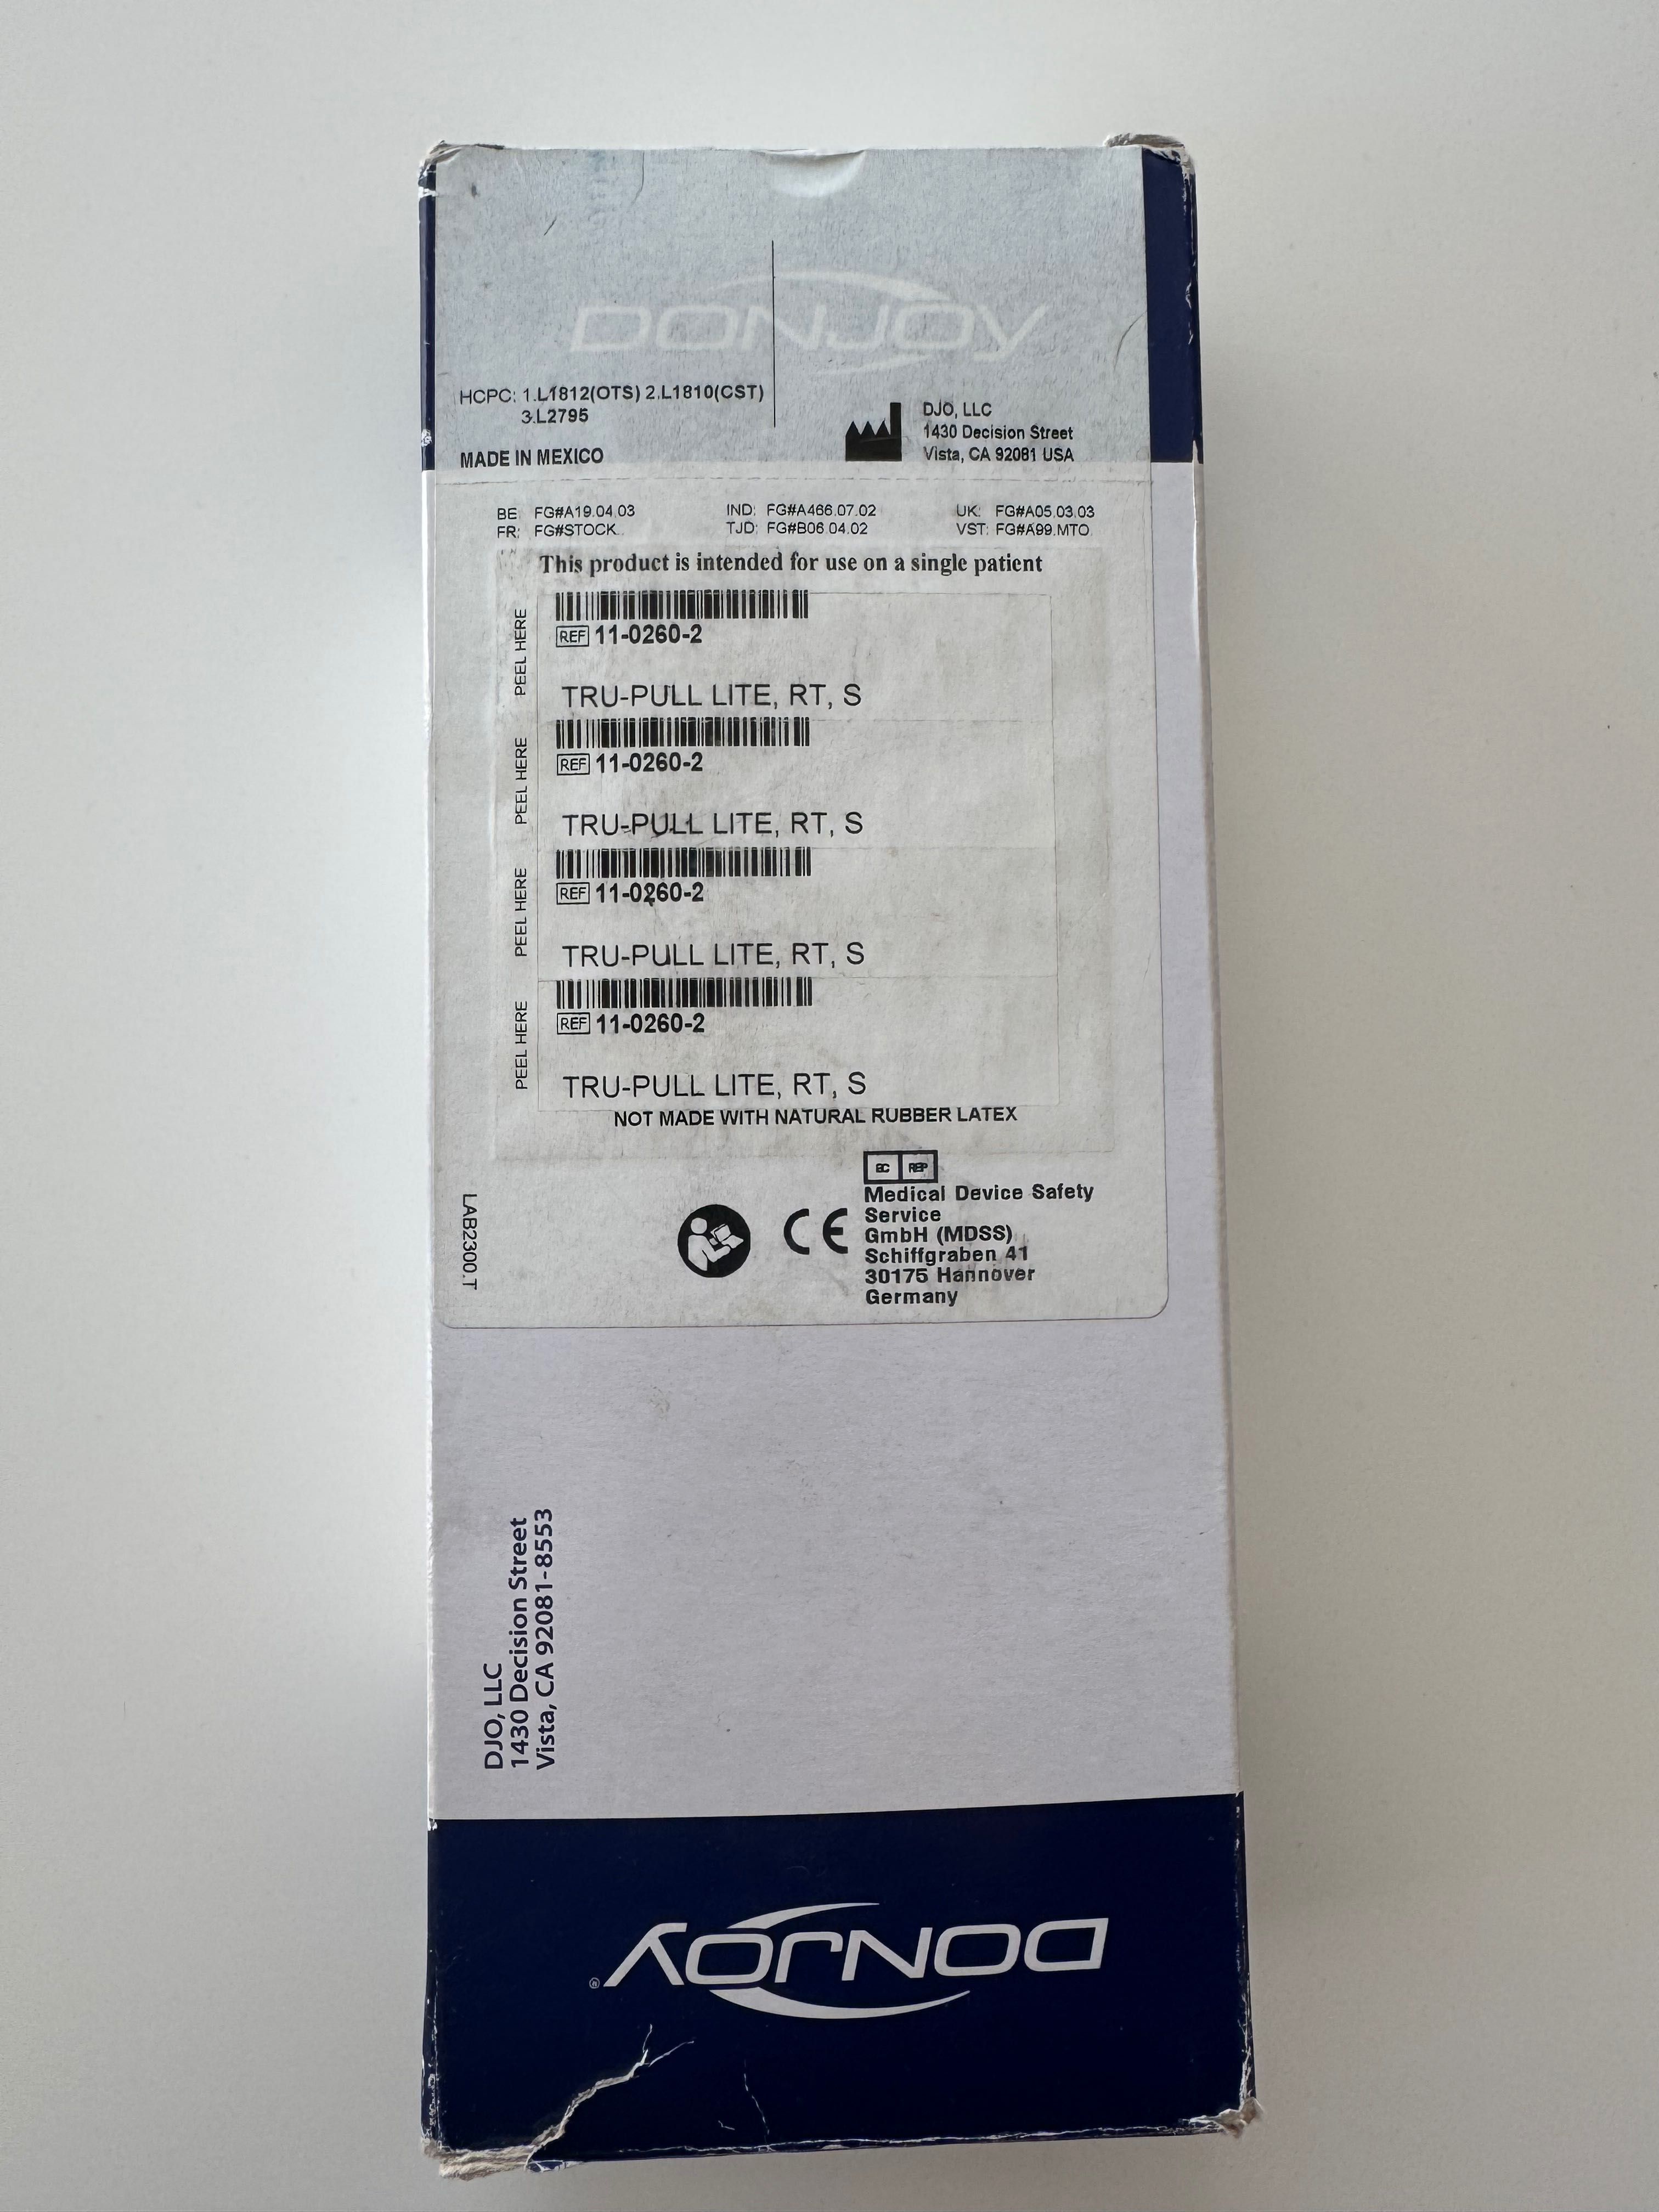 DONJOY
HCPC: 1.L1812(OTS) 2.L1810(CST)
3.L2795
MADE IN MEXICO
DJO, LLC
1430 Decision Street
Vista, CA 92081 USA
BE: FG#A19.04.03 IND: FG#A466.07.02 UK: FG#A05.03.03
FR: FG#STOCK. TJD: FG#B06.04.02 VST: FG#A99.MTO
This product is intended for use on a single patient
PEEL HERE
REF 11-0260-2
TRU-PULL LITE, RT, S
PEEL HERE
REF 11-0260-2
TRU-PULL LITE, RT, S
PEEL HERE
REF 11-0260-2
TRU-PULL LITE, RT, S
PEEL HERE
REF 11-0260-2
TRU-PULL LITE, RT, S
NOT MADE WITH NATURAL RUBBER LATEX
LAB2300.T
CE
EC REP
Medical Device Safety
Service
GmbH (MDSS)
Schiffgraben 41
30175 Hannover
Germany
DJO, LLC
1430 Decision Street
Vista, CA 92081-8553
DONJOY®